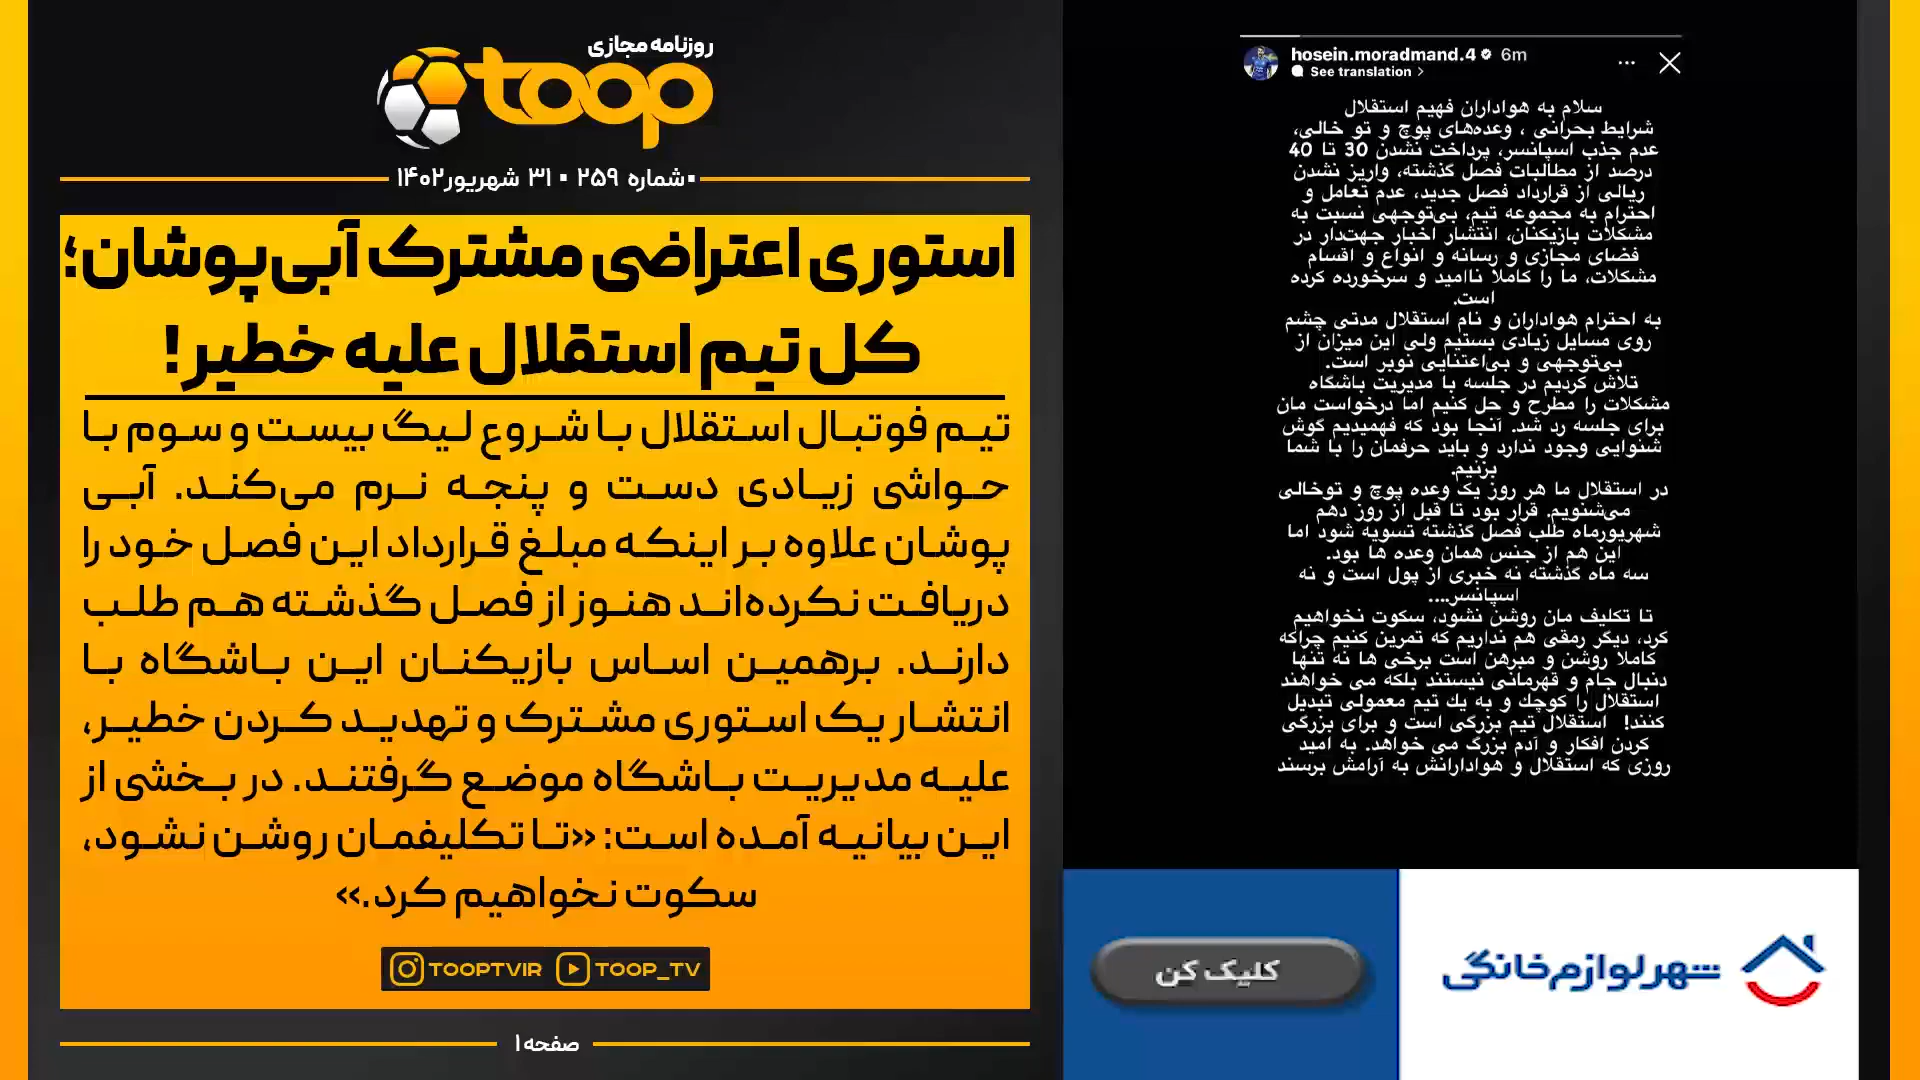 روزنامه مجازی
toop
•شماره ۲۵۹ • ۳۱ شهریور۱۴۰۲
استوری اعتراضی مشترک آبی‌پوشان؛
کل تیم استقلال علیه خطیر!
تیم فوتبال استقلال با شروع لیگ بیست و سوم با
حواشی زیادی دست و پنجه نرم می‌کند. آبی
پوشان علاوه بر اینکه مبلغ قرارداد این فصل خود را
دریافت نکرده‌اند هنوز از فصل گذشته هم طلب
دارند. برهمین اساس بازیکنان این باشگاه با
انتشار یک استوری مشترک و تهدید کردن خطیر،
علیه مدیریت باشگاه موضع گرفتند. در بخشی از
این بیانیه آمده است: «تا تکلیفمان روشن نشود،
سکوت نخواهیم کرد.»
TOOPTVIR TOOP_TV
صفحه ۱
hosein.moradmand.4 6m
See translation >
سلام به هواداران فهیم استقلال
شرایط بحرانی ، وعده‌های پوچ و تو خالی،
عدم جذب اسپانسر، پرداخت نشدن 30 تا 40
درصد از مطالبات فصل گذشته، واریز نشدن
ریالی از قرارداد فصل جدید، عدم تعامل و
احترام به مجموعه تیم، بی‌توجهی نسبت به
مشکلات بازیکنان، انتشار اخبار جهت‌دار در
فضای مجازی و رسانه و انواع و اقسام
مشکلات، ما را کاملا ناامید و سرخورده کرده
است.
به احترام هواداران و نام استقلال مدتی چشم
روی مسایل زیادی بستیم ولی این میزان از
بی‌توجهی و بی‌اعتنایی نوبر است.
تلاش کردیم در جلسه با مدیریت باشگاه
مشکلات را مطرح و حل کنیم اما درخواست مان
برای جلسه رد شد. آنجا بود که فهمیدیم گوش
شنوایی وجود ندارد و باید حرفمان را با شما
بزنیم.
در استقلال ما هر روز یک وعده پوچ و توخالی
می‌شنویم. قرار بود تا قبل از روز دهم
شهریورماه طلب فصل گذشته تسویه شود اما
این هم از جنس همان وعده ها بود.
سه ماه گذشته نه خبری از پول است و نه
اسپانسر....
تا تکلیف مان روشن نشود، سکوت نخواهیم
کرد، دیگر رمقی هم نداریم که تمرین کنیم چراکه
کاملا روشن و مبرهن است برخی ها نه تنها
دنبال جام و قهرمانی نیستند بلکه می خواهند
استقلال را کوچک و به یک تیم معمولی تبدیل
کنند! استقلال تیم بزرگی است و برای بزرگی
کردن افکار و آدم بزرگ می خواهد. به امید
روزی که استقلال و هوادارانش به آرامش برسند
کلیک کن
شهر لوازم خانگی